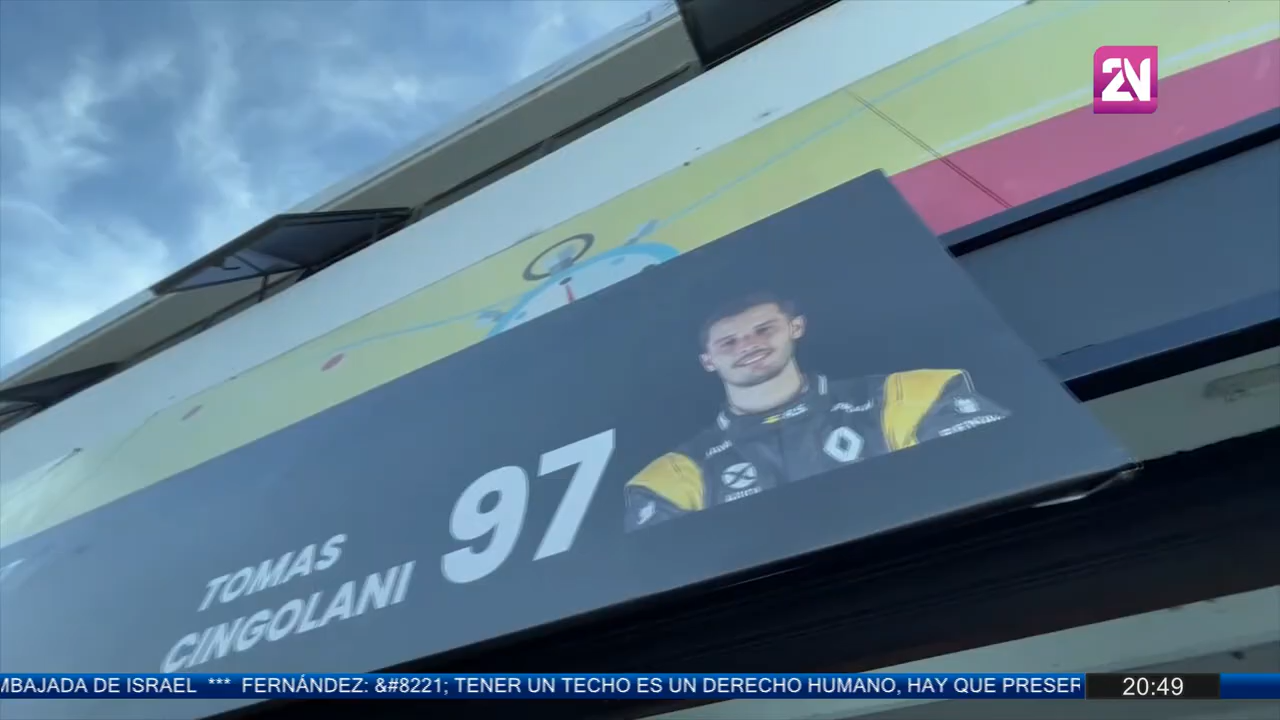 2N
TOMAS
CINGOLANI
97
MBAJADA DE ISRAEL *** FERNÁNDEZ: &#8221; TENER UN TECHO ES UN DERECHO HUMANO, HAY QUE PRESER
20:49